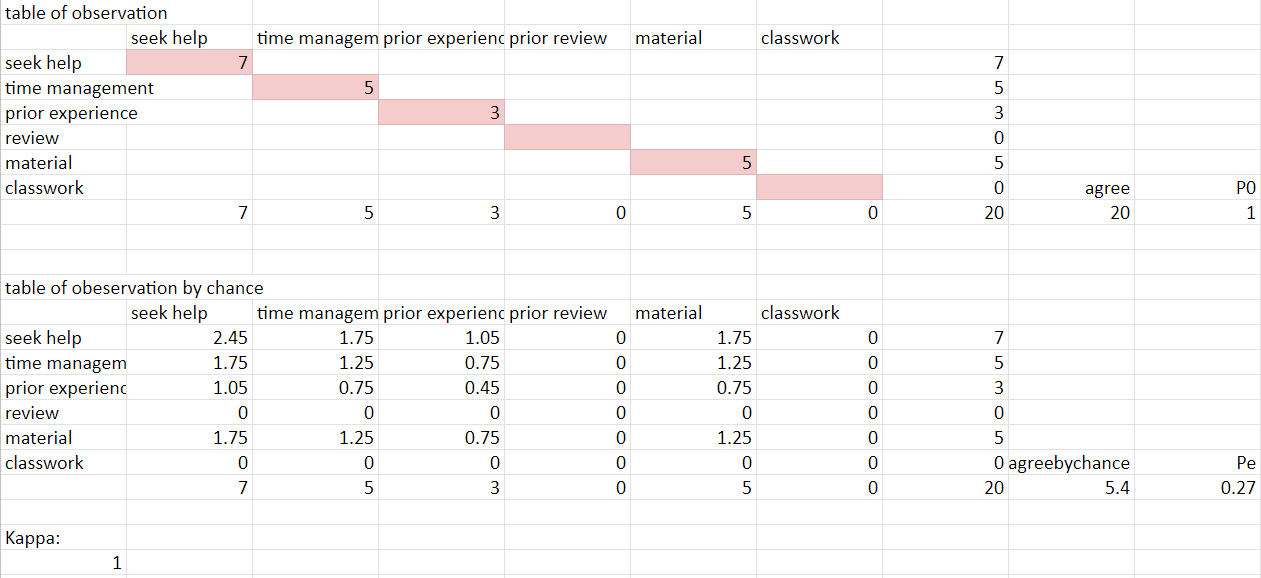 table of observation
seek help time managem prior experienc prior review material classwork
seek help 7 7
time management 5 5
prior experience 3 3
review 0
material 5 5
classwork 0 agree P0
7 5 3 0 5 0 20 20 1
table of obeservation by chance
seek help time managem prior experienc prior review material classwork
seek help 2.45 1.75 1.05 0 1.75 0 7
time managem 1.75 1.25 0.75 0 1.25 0 5
prior experienc 1.05 0.75 0.45 0 0.75 0 3
review 0 0 0 0 0 0 0
material 1.75 1.25 0.75 0 1.25 0 5
classwork 0 0 0 0 0 0 0 agreebychance Pe
7 5 3 0 5 0 20 5.4 0.27
Kappa:
1